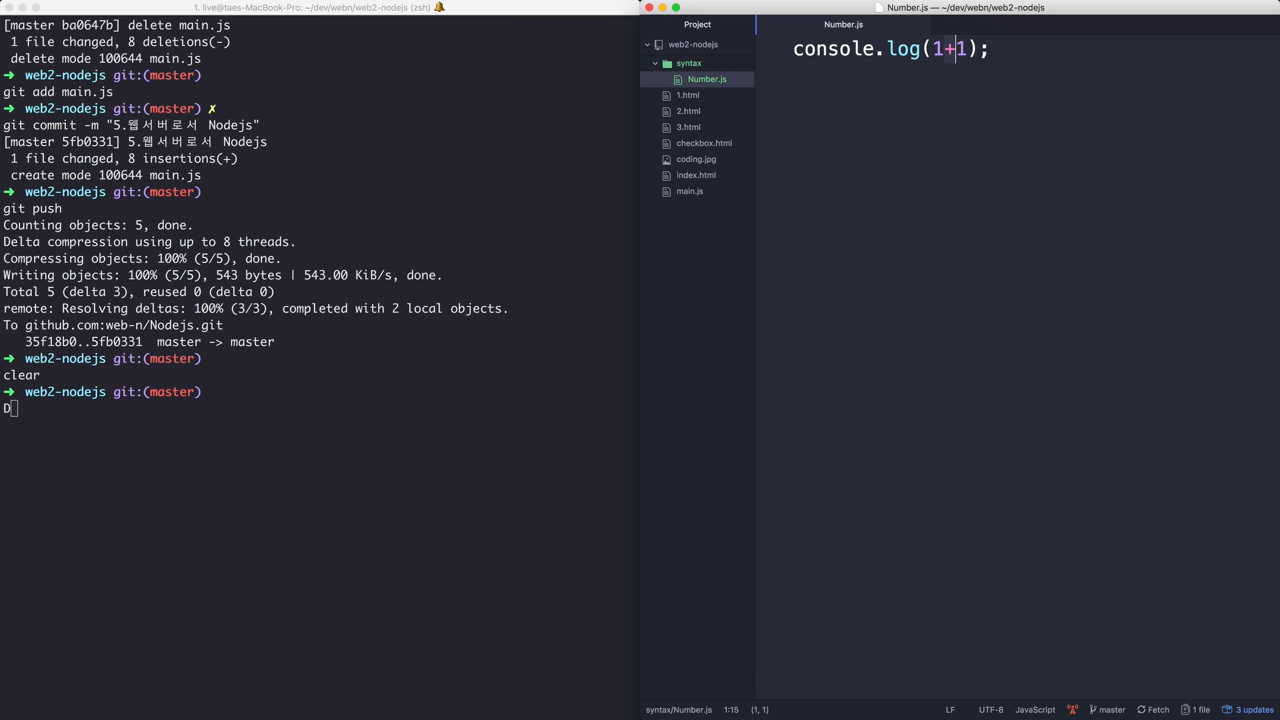 1. live@taes-MacBook-Pro: ~/dev/webn/web2-nodejs (zsh)
[master ba0647b] delete main.js
 1 file changed, 8 deletions(-)
 delete mode 100644 main.js
➜  web2-nodejs git:(master)
git add main.js
➜  web2-nodejs git:(master) ✗
git commit -m "5.웹서버로서 Nodejs"
[master 5fb0331] 5.웹서버로서 Nodejs
 1 file changed, 8 insertions(+)
 create mode 100644 main.js
➜  web2-nodejs git:(master)
git push
Counting objects: 5, done.
Delta compression using up to 8 threads.
Compressing objects: 100% (5/5), done.
Writing objects: 100% (5/5), 543 bytes | 543.00 KiB/s, done.
Total 5 (delta 3), reused 0 (delta 0)
remote: Resolving deltas: 100% (3/3), completed with 2 local objects.
To github.com:web-n/Nodejs.git
   35f18b0..5fb0331  master -> master
➜  web2-nodejs git:(master)
clear
➜  web2-nodejs git:(master)
D
Number.js — ~/dev/webn/web2-nodejs
Project
web2-nodejs
syntax
Number.js
1.html
2.html
3.html
checkbox.html
coding.jpg
index.html
main.js
Number.js
console.log(1+1);
syntax/Number.js 1:15 (1, 1) LF UTF-8 JavaScript master Fetch 1 file 3 updates